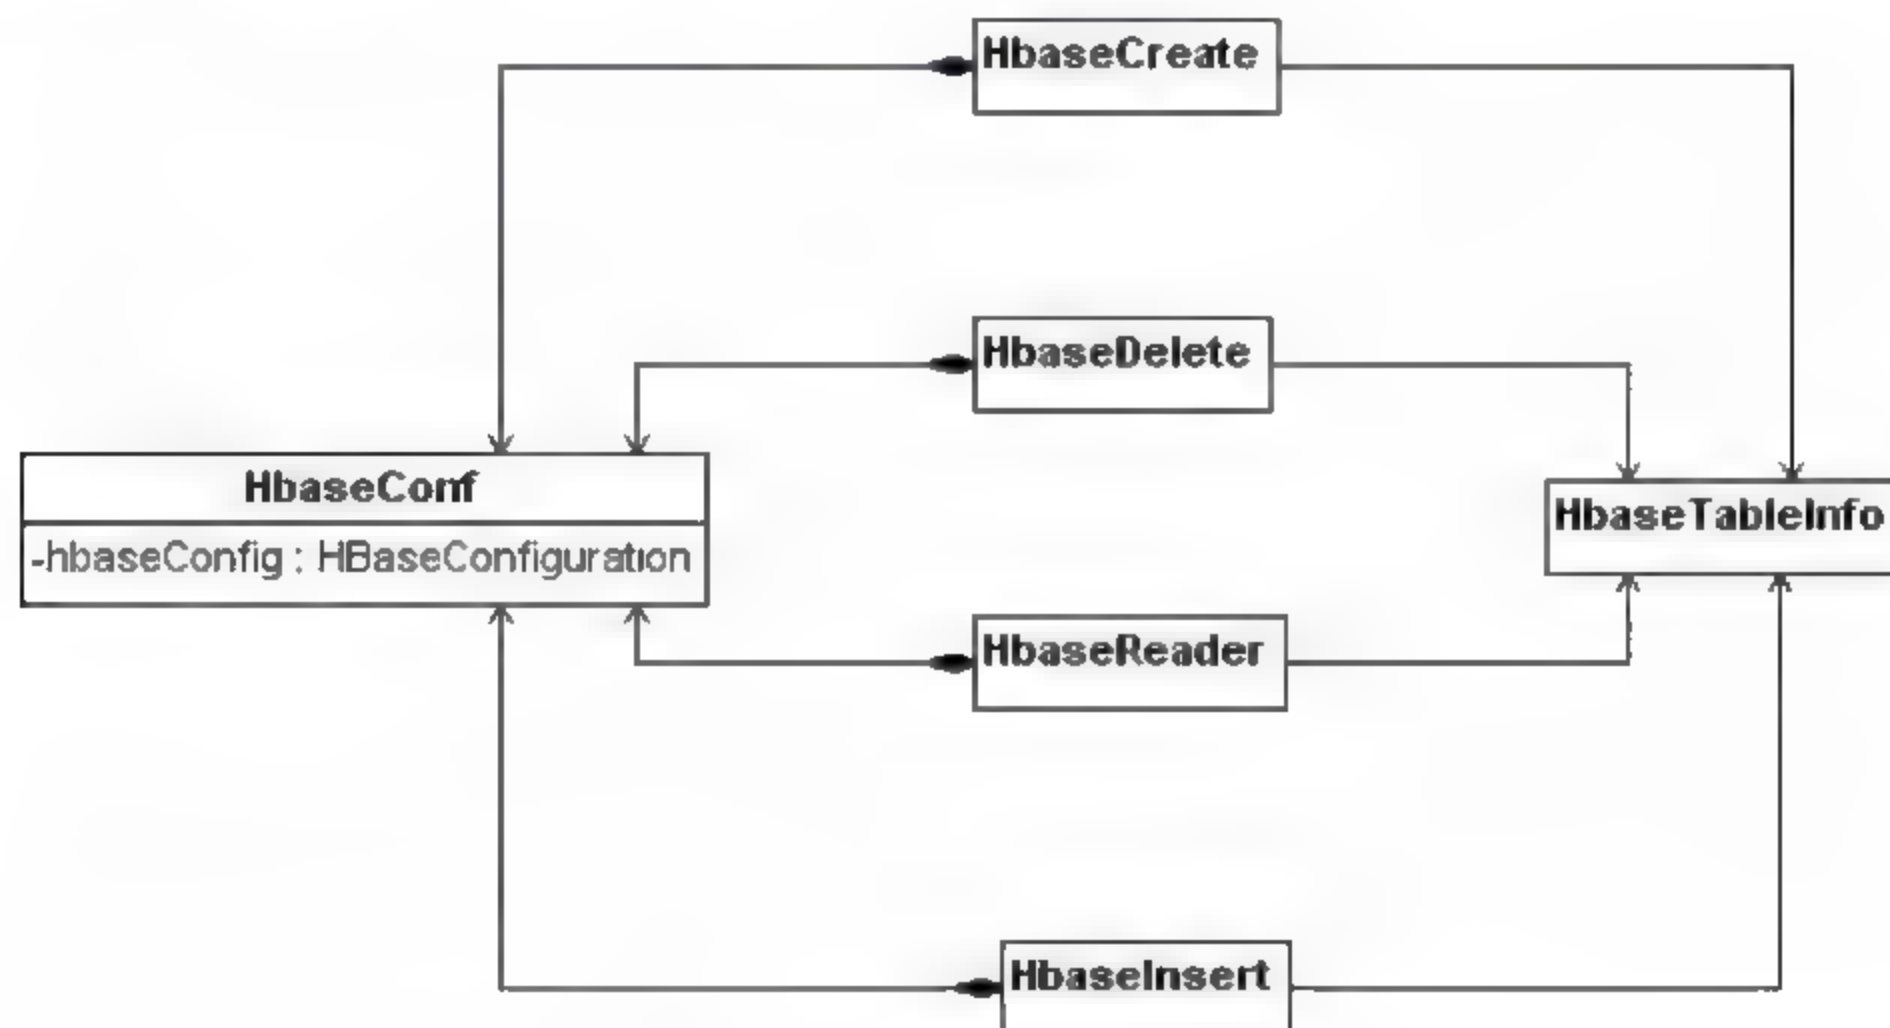 HbaseCreate
HbaseDelete
HbaseConf
-hbaseConfig : HBaseConfiguration
HbaseTableInfo
HbaseReader
HbaseInsert